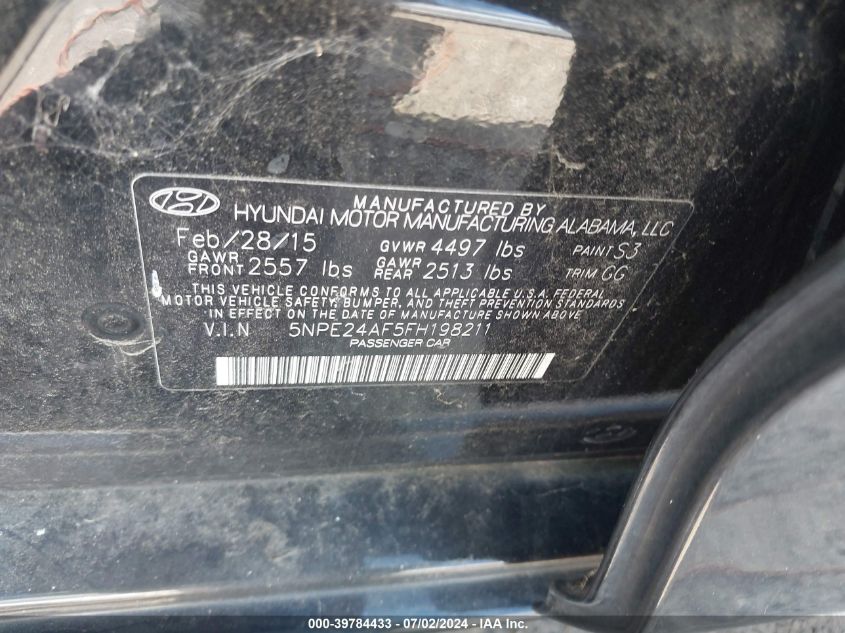 MANUFACTURED BY
HYUNDAI MOTOR MANUFACTURING ALABAMA, LLC
Feb/28/15 GVWR 4497 lbs PAINT S3
GAWR FRONT 2557 lbs GAWR REAR 2513 lbs TRIM GG
THIS VEHICLE CONFORMS TO ALL APPLICABLE U.S.A. FEDERAL
MOTOR VEHICLE SAFETY, BUMPER, AND THEFT PREVENTION STANDARDS
IN EFFECT ON THE DATE OF MANUFACTURE SHOWN ABOVE
V.I.N 5NPE24AF5FH198211
PASSENGER CAR
000-39784433 - 07/02/2024 - IAA Inc.